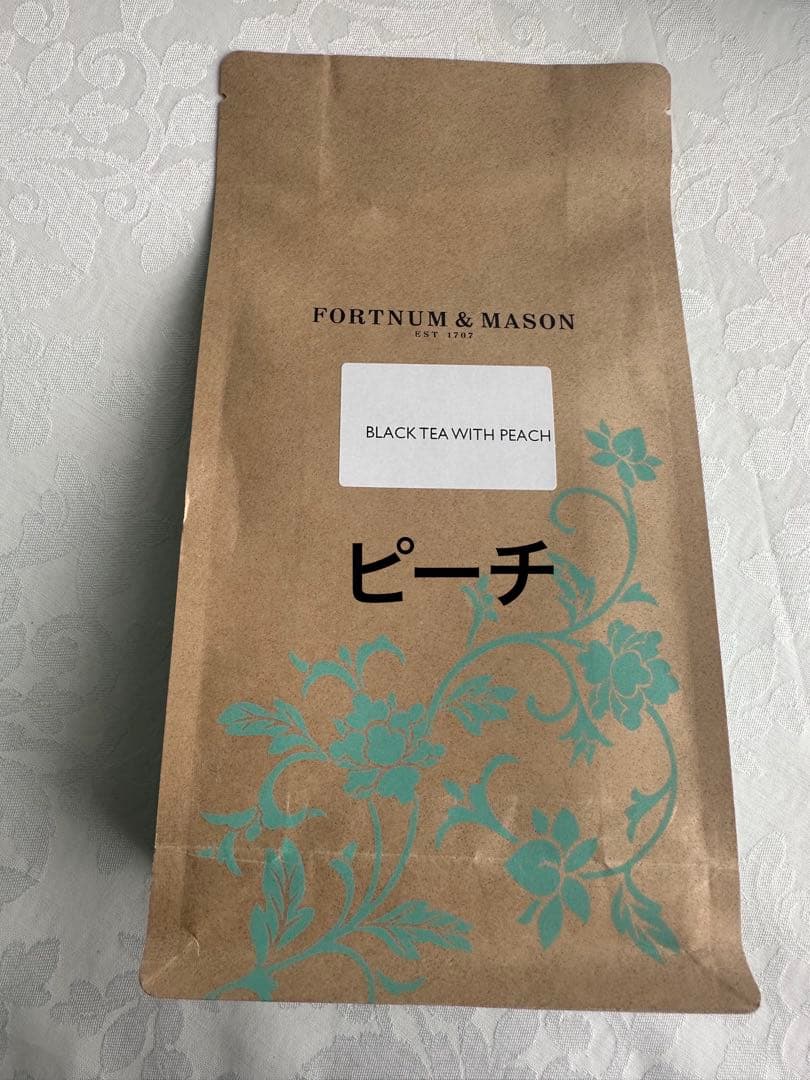 FORTNUM & MASON
EST 1707
BLACK TEA WITH PEACH
ピーチ